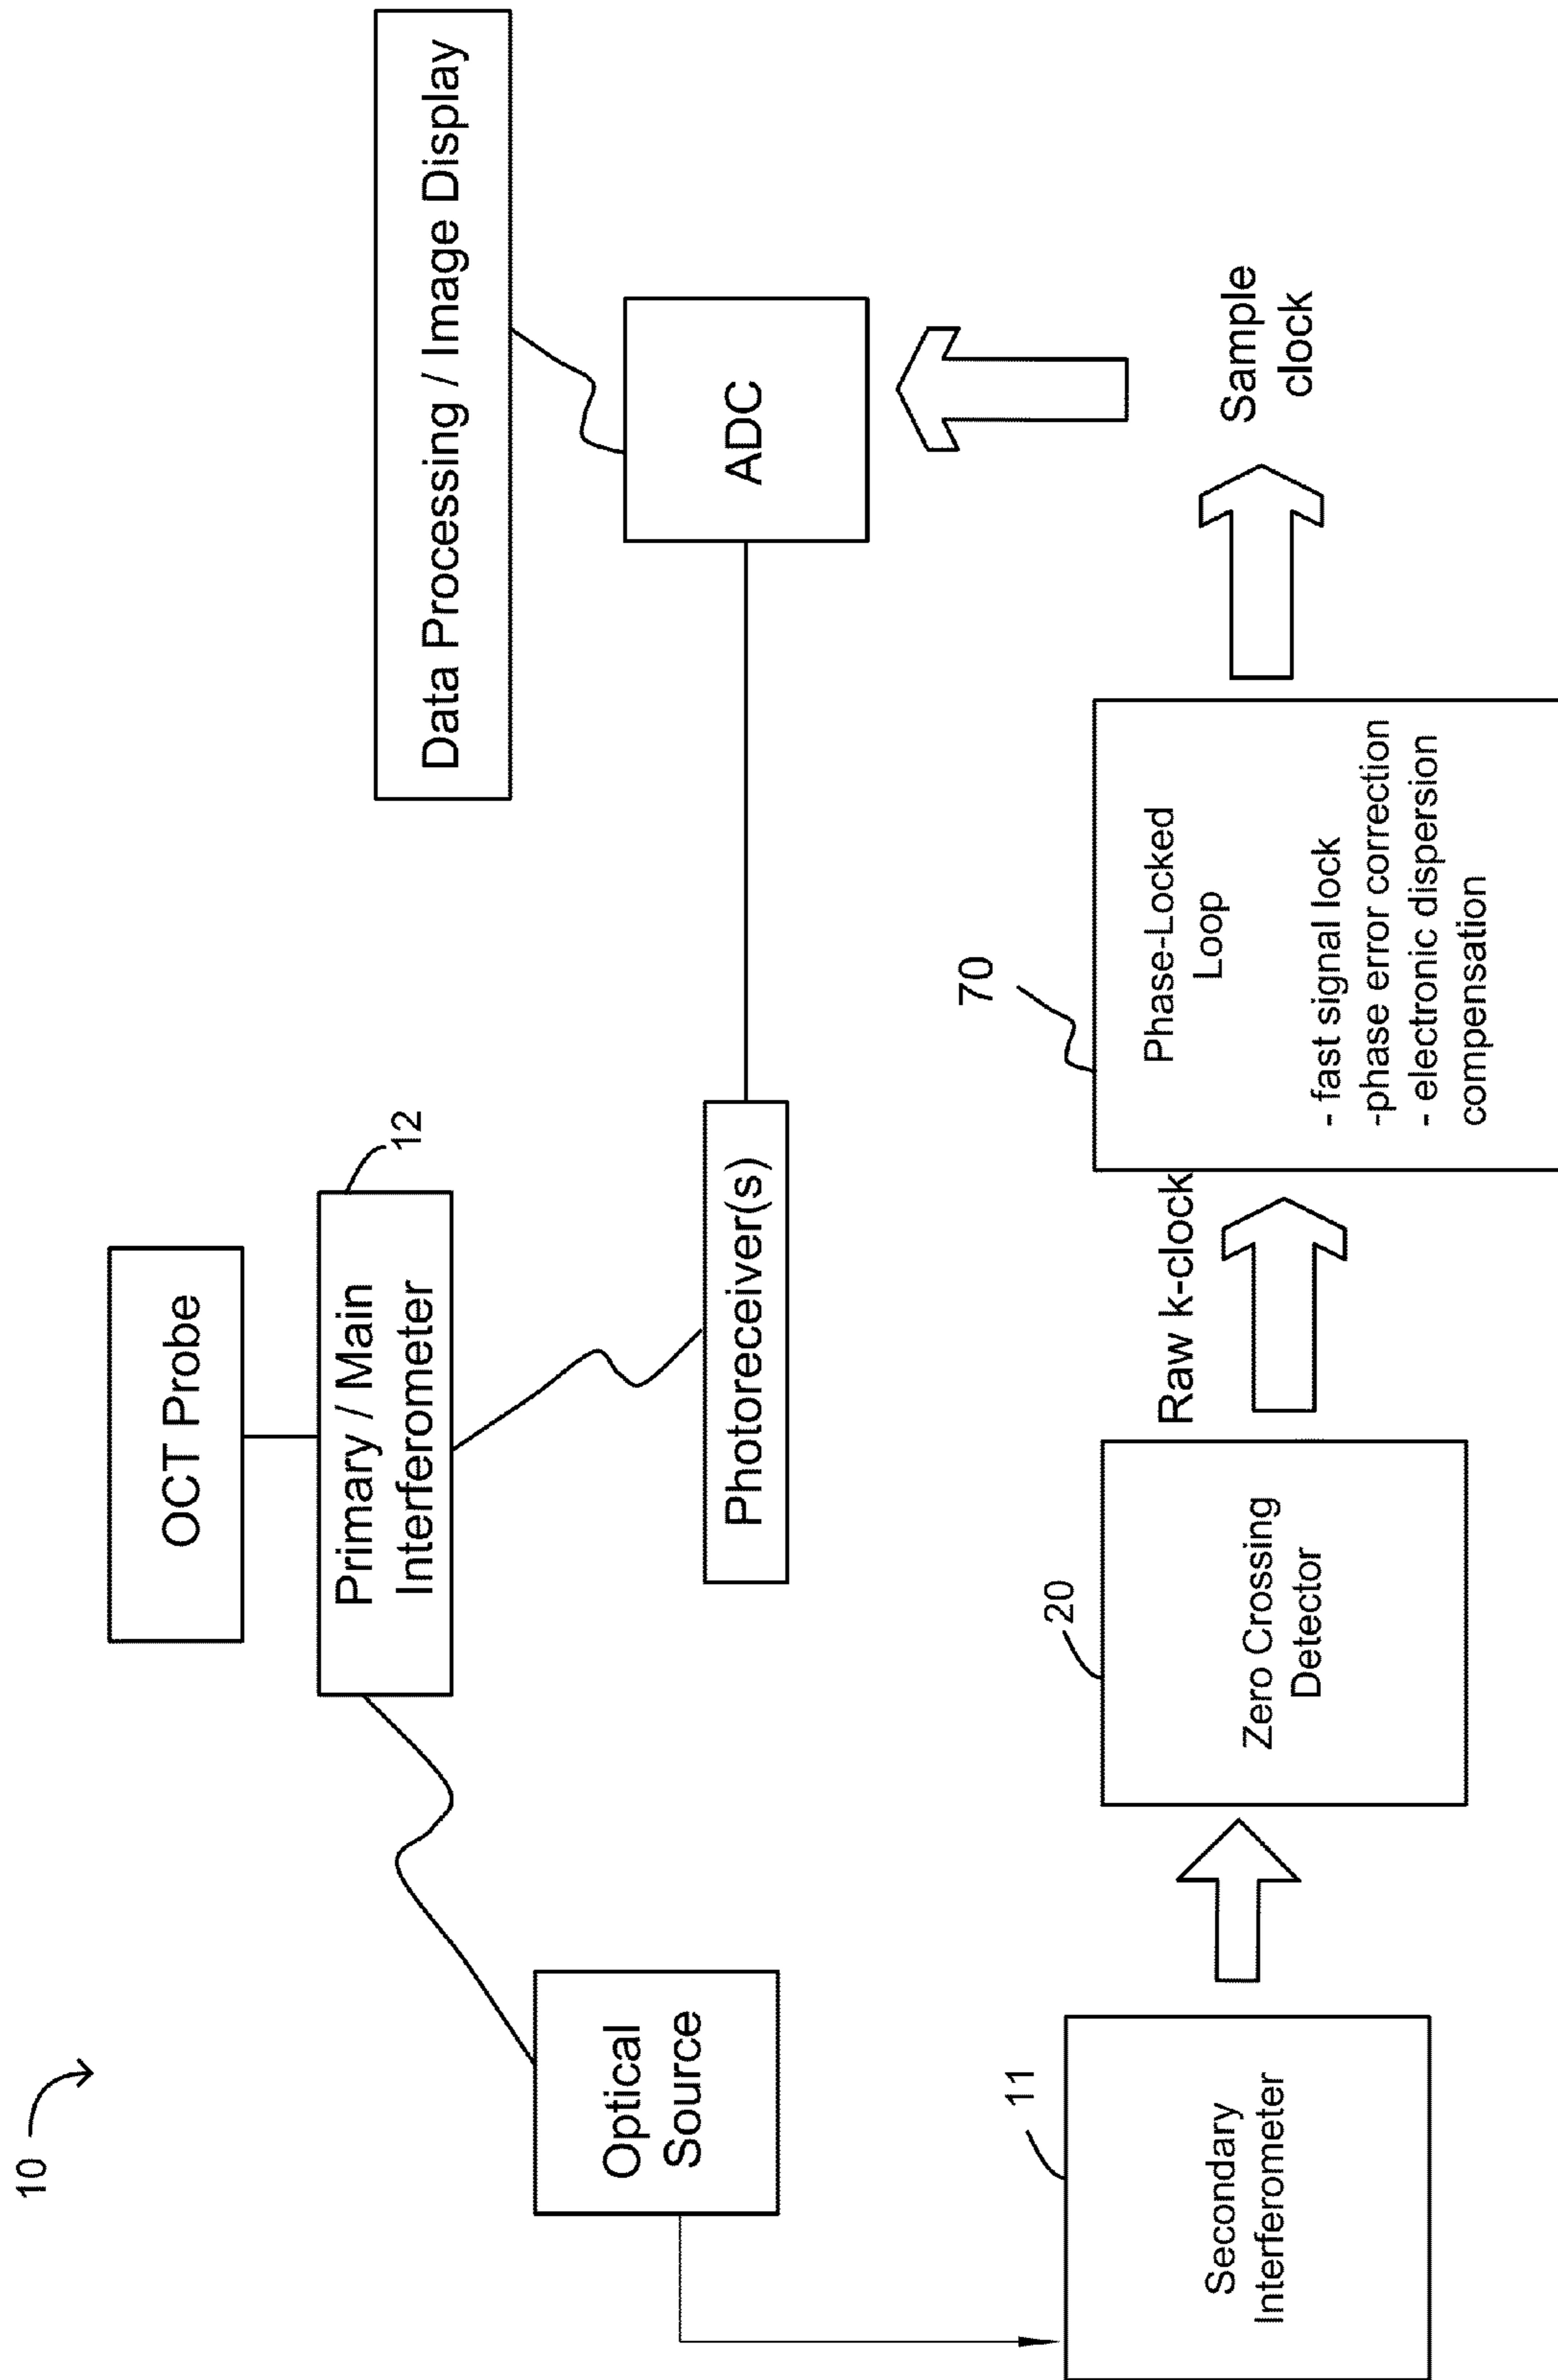 10
OCT Probe
Primary / Main
Interferometer
12
Data Processing / Image Display
Optical
Source
Photoreceiver(s)
ADC
11
Secondary
Interferometer
20
Zero Crossing
Detector
Raw k-clock
70
Phase-Locked
Loop
- fast signal lock
-phase error correction
- electronic dispersion
compensation
Sample
clock